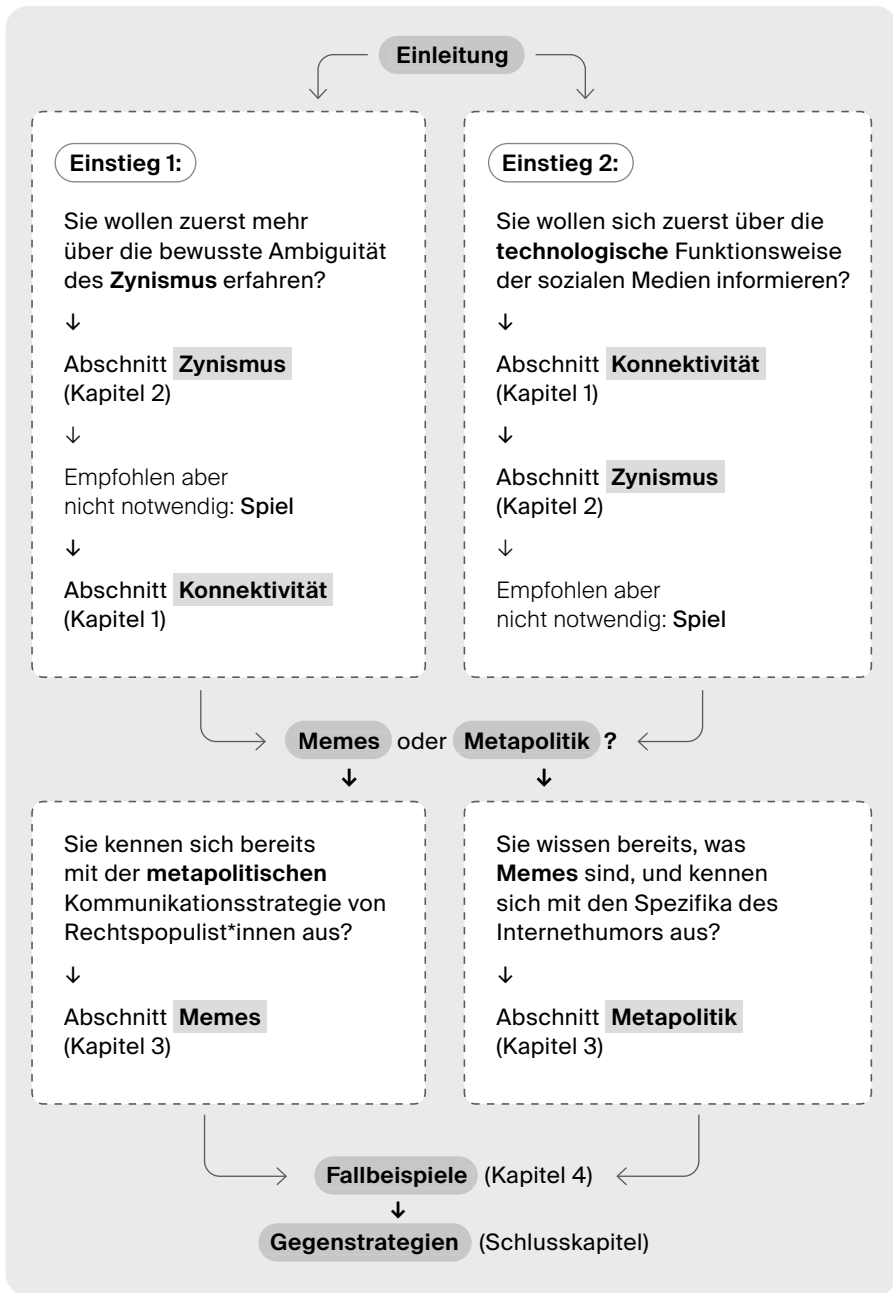 Einleitung
Einstieg 1:
Sie wollen zuerst mehr
über die bewusste Ambiguität
des Zynismus erfahren?
↓
Abschnitt Zynismus
(Kapitel 2)
↓
Empfohlen aber
nicht notwendig: Spiel
↓
Abschnitt Konnektivität
(Kapitel 1)
Einstieg 2:
Sie wollen sich zuerst über die
technologische Funktionsweise
der sozialen Medien informieren?
↓
Abschnitt Konnektivität
(Kapitel 1)
↓
Abschnitt Zynismus
(Kapitel 2)
↓
Empfohlen aber
nicht notwendig: Spiel
Memes oder Metapolitik ?
↓ ↓
Sie kennen sich bereits
mit der metapolitischen
Kommunikationsstrategie von
Rechtspopulist*innen aus?
↓
Abschnitt Memes
(Kapitel 3)
Sie wissen bereits, was
Memes sind, und kennen
sich mit den Spezifika des
Internethumors aus?
↓
Abschnitt Metapolitik
(Kapitel 3)
Fallbeispiele (Kapitel 4)
↓
Gegenstrategien (Schlusskapitel)